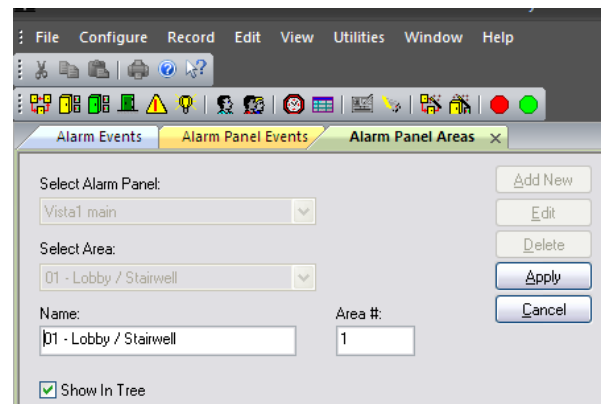 File Configure Record Edit View Utilities Window Help
Alarm Events Alarm Panel Events Alarm Panel Areas
Select Alarm Panel:
Add New
Vista1 main
Edit
Select Area:
Delete
01 - Lobby / Stairwell
Apply
Name: Area #:
Cancel
01 - Lobby / Stairwell 1
Show In Tree